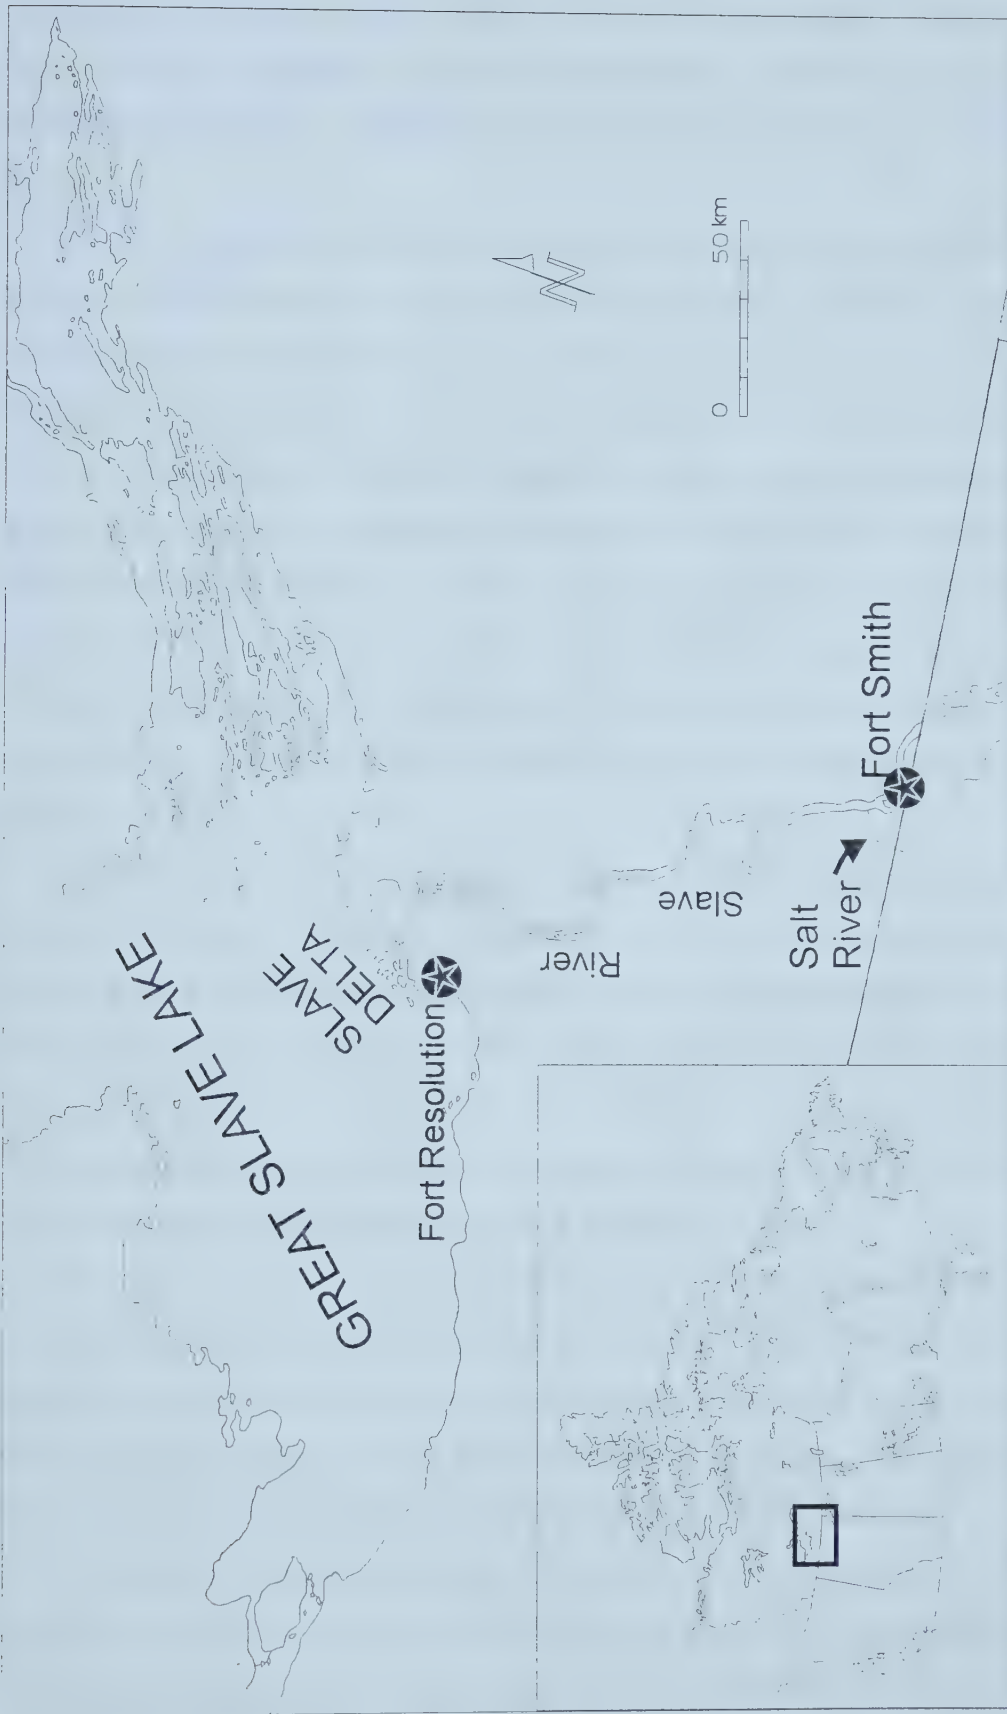 GREAT SLAVE LAKE
SLAVE
DELTA
Fort Resolution
River
Slave
Salt
River
Fort Smith
N
0 50 km